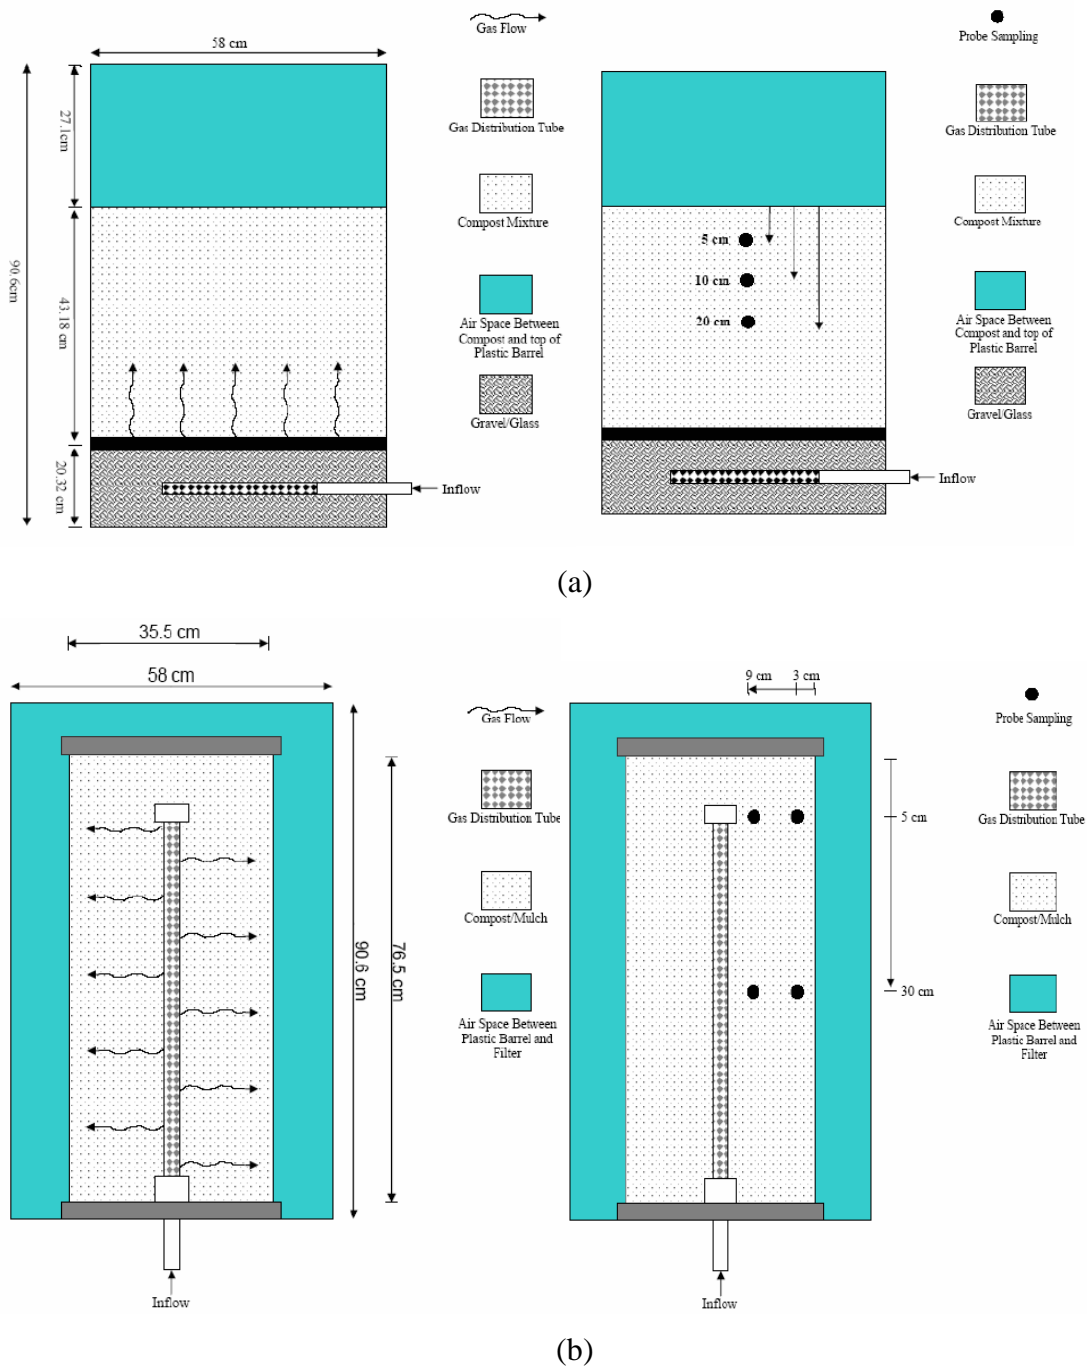 Gas Flow
Gas Distribution Tube
Compost Mixture
Air Space Between
Compost and top of
Plastic Barrel
Gravel/Glass
58 cm
27.1cm
43.18 cm
20.32 cm
90.6cm
Inflow
Probe Sampling
Gas Distribution Tube
Compost Mixture
Air Space Between
Compost and top of
Plastic Barrel
Gravel/Glass
5 cm
10 cm
20 cm
Inflow
(a)
35.5 cm
58 cm
90.6 cm
76.5 cm
Inflow
Gas Flow
Gas Distribution Tube
Compost/Mulch
Air Space Between
Plastic Barrel and
Filter
9 cm
3 cm
5 cm
30 cm
Inflow
Probe Sampling
Gas Distribution Tube
Compost/Mulch
Air Space Between
Plastic Barrel and
Filter
(b)